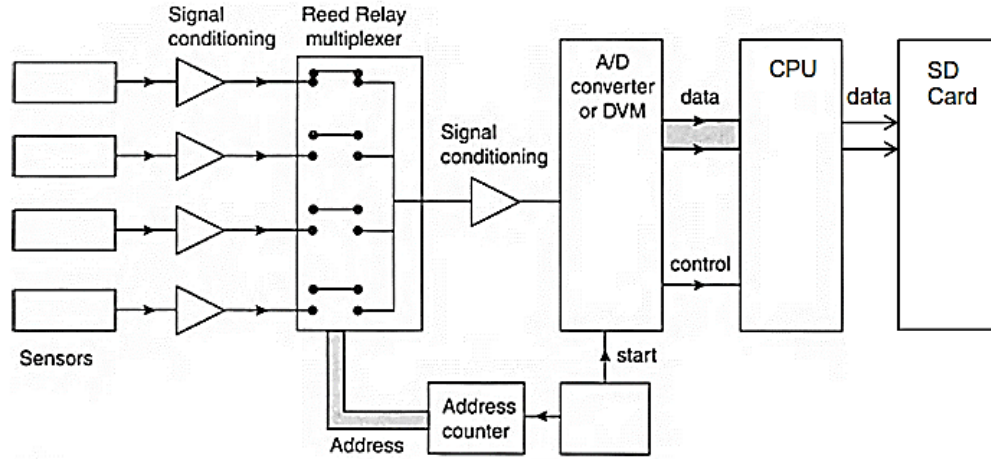 Signal
conditioning
Reed Relay
multiplexer
Signal
conditioning
A/D
converter
or DVM
data
control
CPU
data
SD
Card
Sensors
start
Address
counter
Address